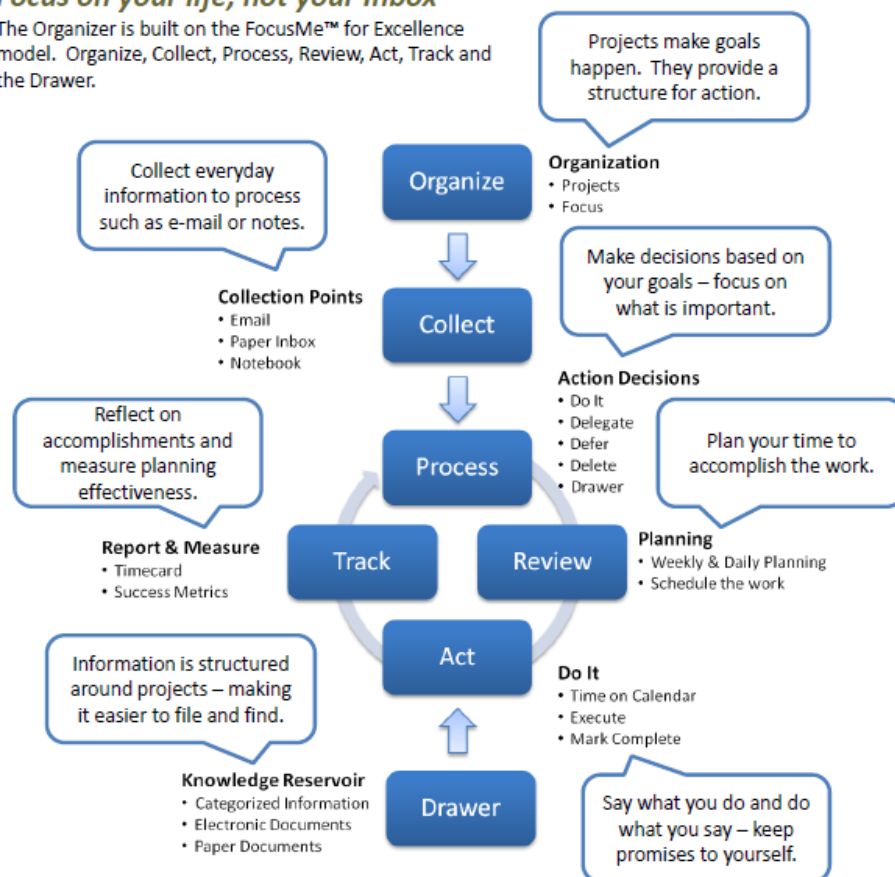 Focus on your life, not your inbox
The Organizer is built on the FocusMe™ for Excellence
model. Organize, Collect, Process, Review, Act, Track and
the Drawer.
Projects make goals
happen. They provide a
structure for action.
Organize
Organization
• Projects
• Focus
Collect everyday
information to process
such as e-mail or notes.
Make decisions based on
your goals – focus on
what is important.
Collection Points
• Email
• Paper Inbox
• Notebook
Collect
Action Decisions
• Do It
• Delegate
• Defer
• Delete
• Drawer
Reflect on
accomplishments and
measure planning
effectiveness.
Process
Plan your time to
accomplish the work.
Report & Measure
• Timecard
• Success Metrics
Track
Review
Planning
• Weekly & Daily Planning
• Schedule the work
Information is structured
around projects – making
it easier to file and find.
Act
Do It
• Time on Calendar
• Execute
• Mark Complete
Knowledge Reservoir
• Categorized Information
• Electronic Documents
• Paper Documents
Drawer
Say what you do and do
what you say – keep
promises to yourself.